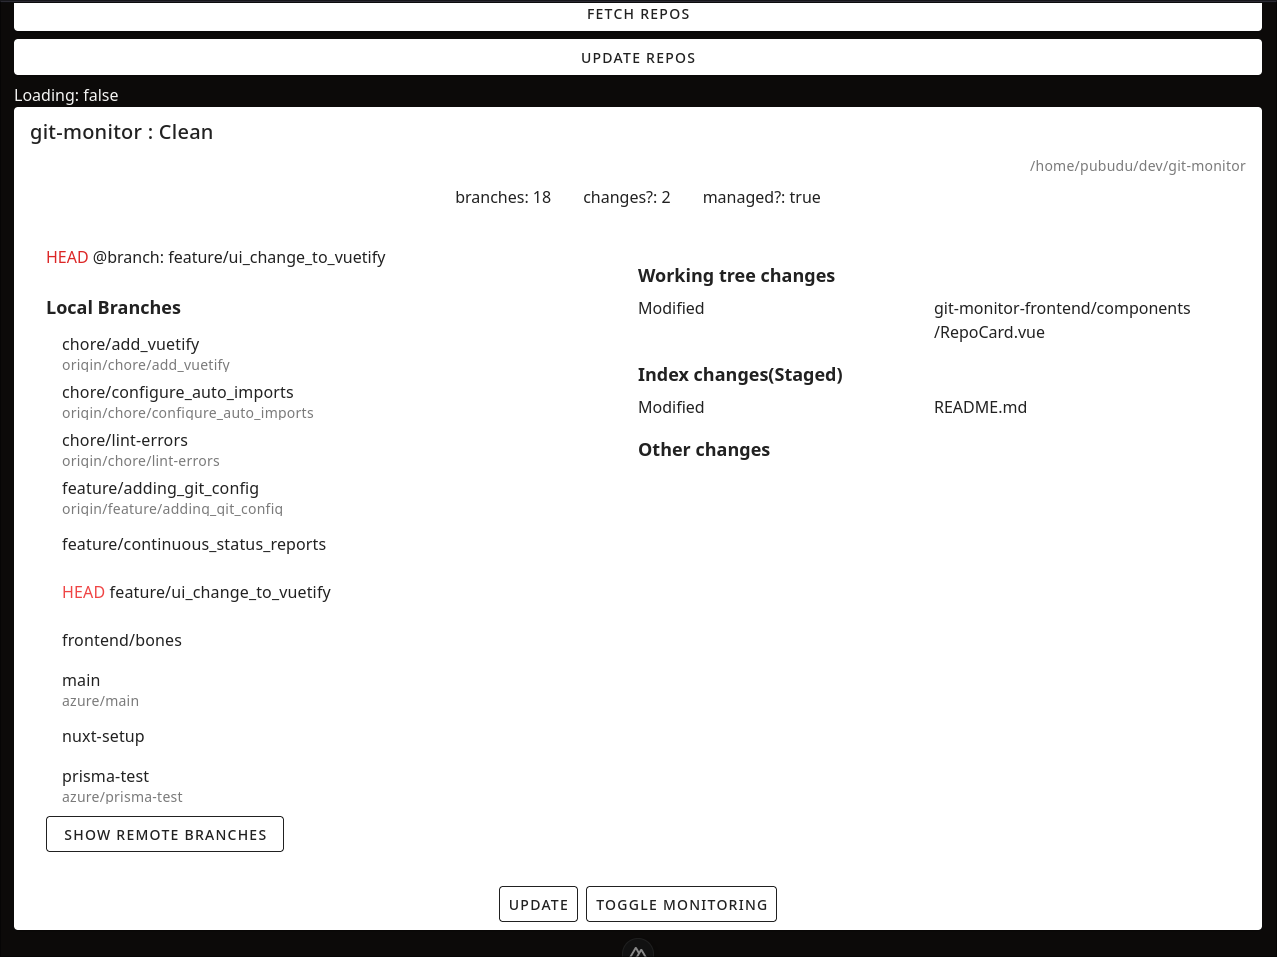 FETCH REPOS
UPDATE REPOS
Loading: false
git-monitor : Clean
/home/pubudu/dev/git-monitor
branches: 18 changes?: 2 managed?: true
HEAD @branch: feature/ui_change_to_vuetify
Local Branches
chore/add_vuetify
origin/chore/add_vuetify
chore/configure_auto_imports
origin/chore/configure_auto_imports
chore/lint-errors
origin/chore/lint-errors
feature/adding_git_config
origin/feature/adding_git_config
feature/continuous_status_reports
HEAD feature/ui_change_to_vuetify
frontend/bones
main
azure/main
nuxt-setup
prisma-test
azure/prisma-test
SHOW REMOTE BRANCHES
Working tree changes
Modified git-monitor-frontend/components
/RepoCard.vue
Index changes(Staged)
Modified README.md
Other changes
UPDATE TOGGLE MONITORING